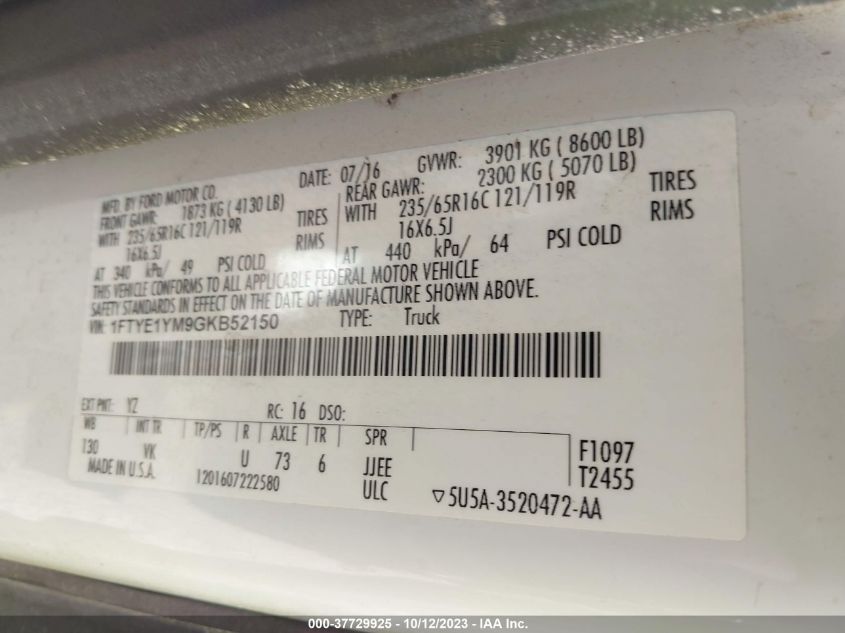 MFD. BY FORD MOTOR CO. DATE: 07/16 GVWR: 3901 KG ( 8600 LB)
FRONT GAWR: 1873 KG ( 4130 LB) REAR GAWR: 2300 KG ( 5070 LB)
WITH 235/65R16C 121/119R TIRES WITH 235/65R16C 121/119R TIRES
16X6.5J RIMS 16X6.5J RIMS
AT 340 kPa/ 49 PSI COLD AT 440 kPa/ 64 PSI COLD
THIS VEHICLE CONFORMS TO ALL APPLICABLE FEDERAL MOTOR VEHICLE
SAFETY STANDARDS IN EFFECT ON THE DATE OF MANUFACTURE SHOWN ABOVE.
VIN: 1FTYE1YM9GKB52150 TYPE: Truck
EXT PNT: YZ RC: 16 DSO:
WB INT TR TP/PS R AXLE TR SPR F1097
130 VK U 73 6 JJEE T2455
MADE IN U.S.A. 1201607222580 ULC ▽5U5A-3520472-AA
000-37729925 - 10/12/2023 - IAA Inc.